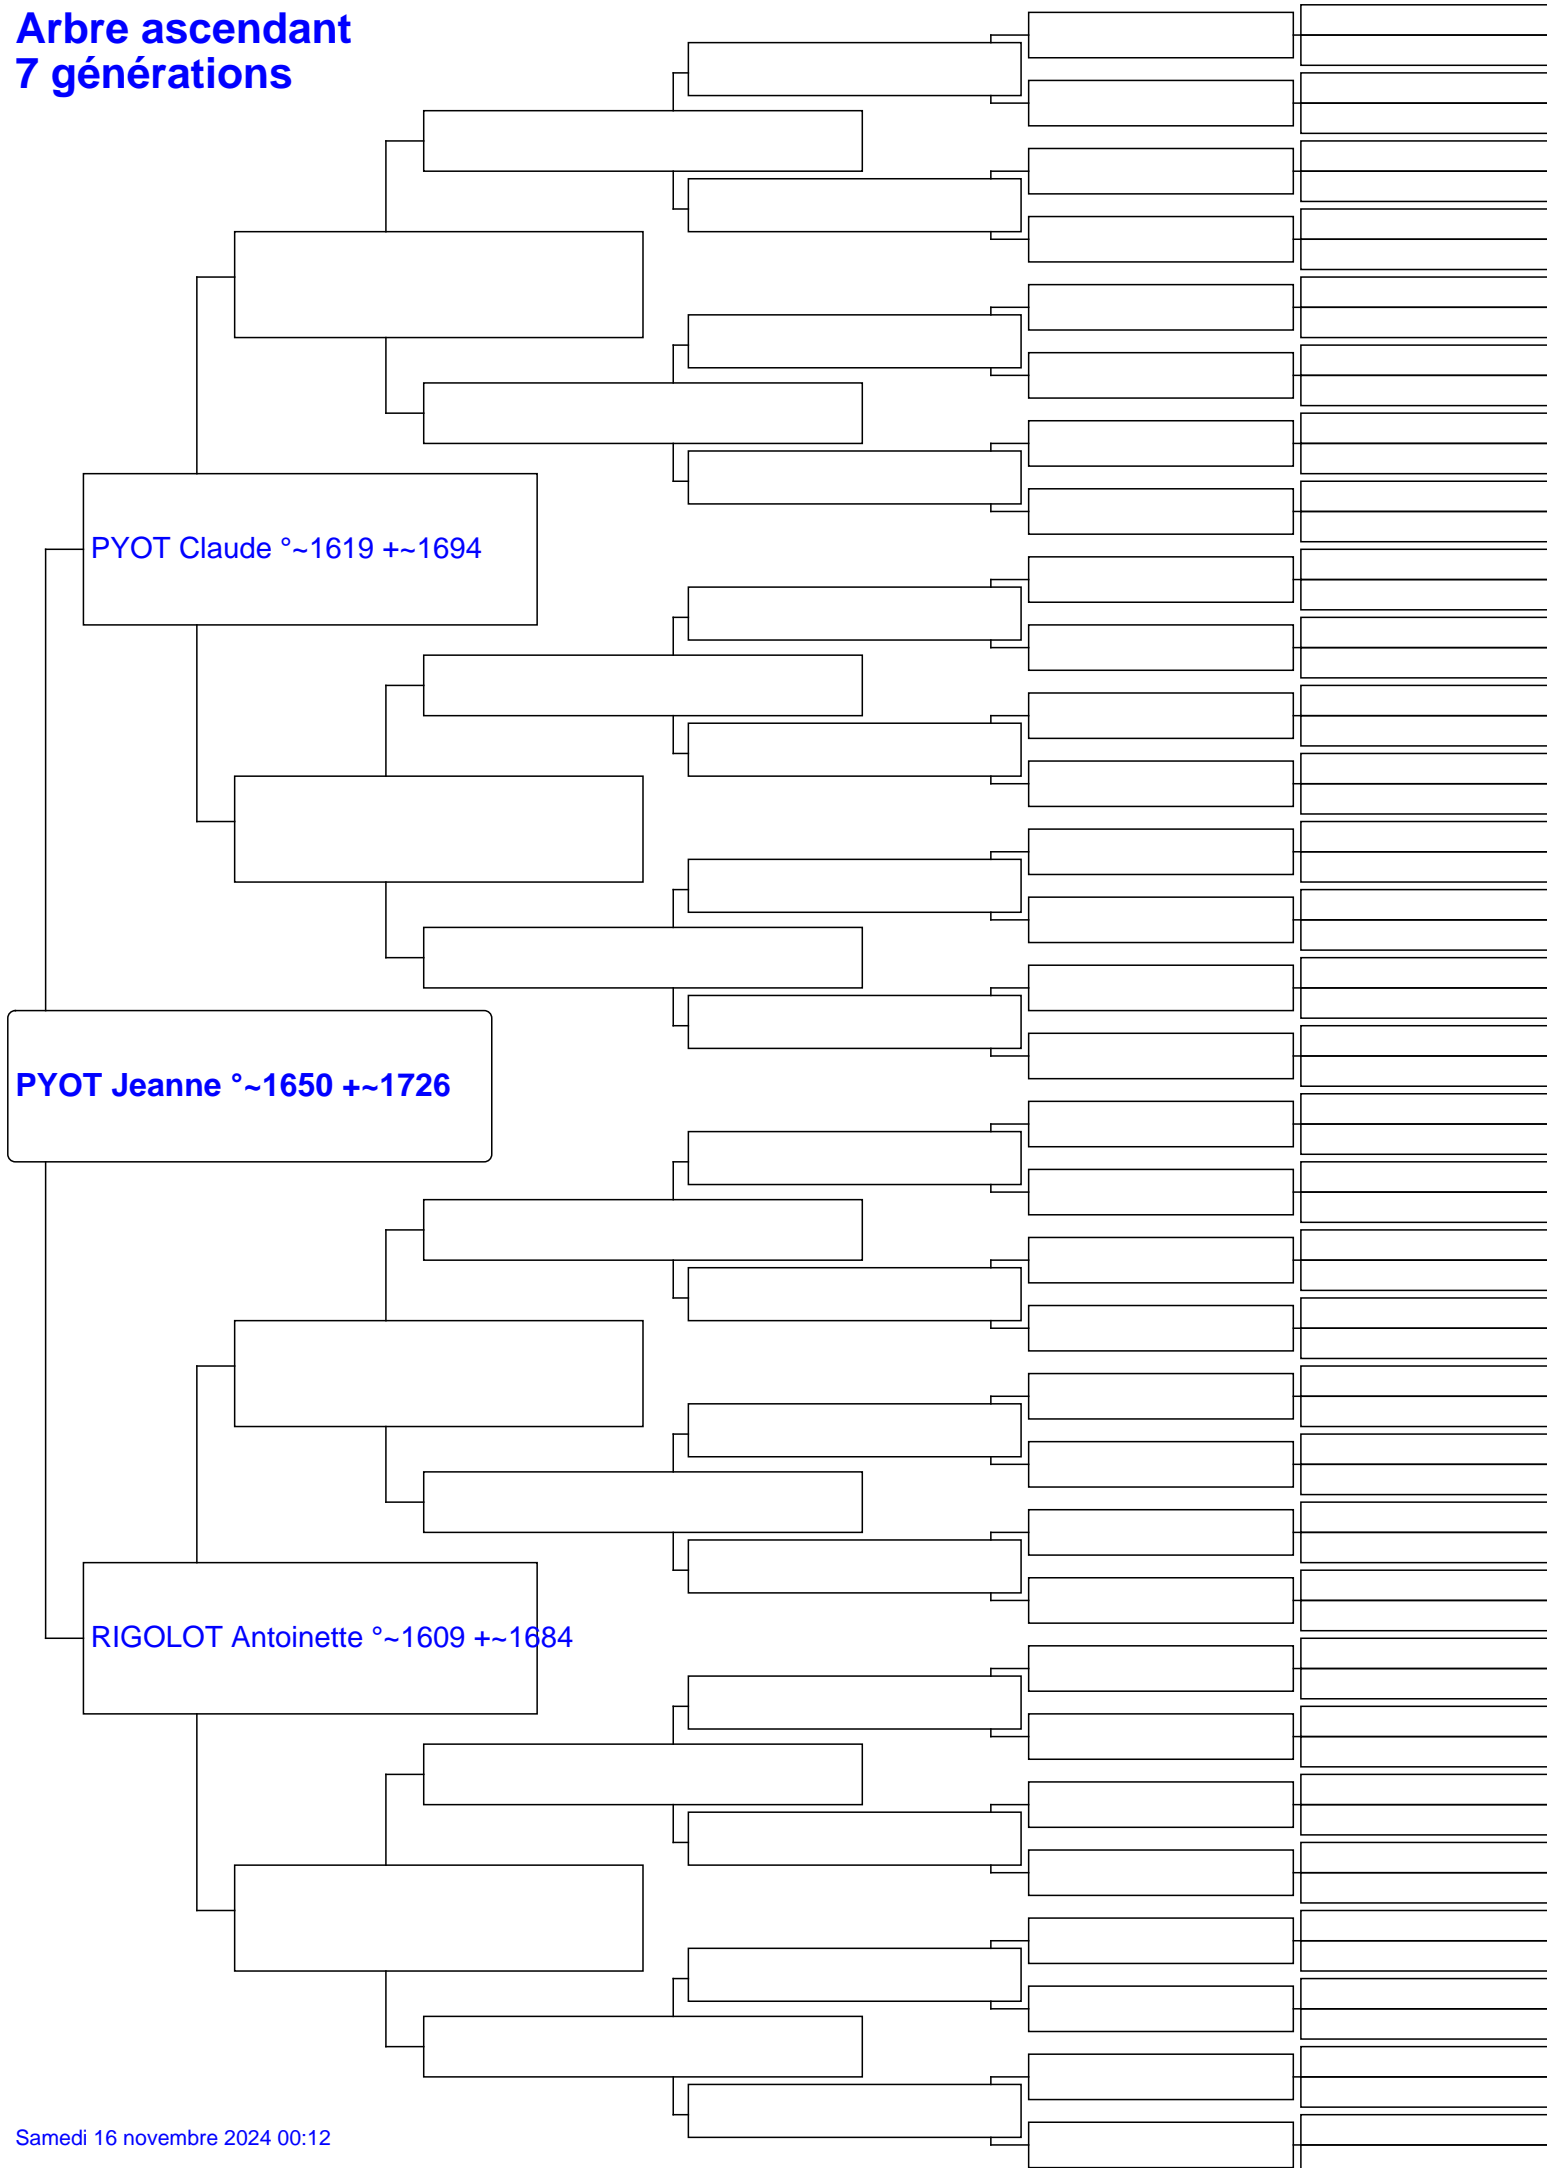 Arbre ascendant
7 générations
PYOT Claude °~1619 +~1694
PYOT Jeanne °~1650 +~1726
RIGOLOT Antoinette °~1609 +~1684
Samedi 16 novembre 2024 00:12